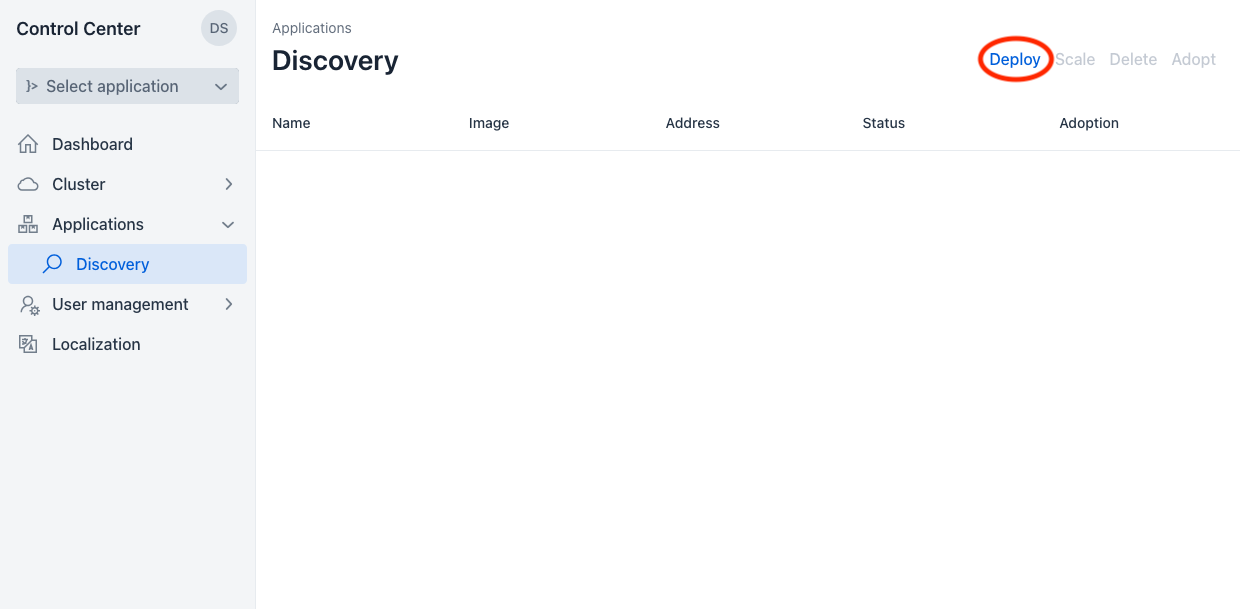 Control Center
DS
Select application
Dashboard
Cluster
Applications
Discovery
User management
Localization
Applications
Discovery
Deploy Scale Delete Adopt
Name Image Address Status Adoption